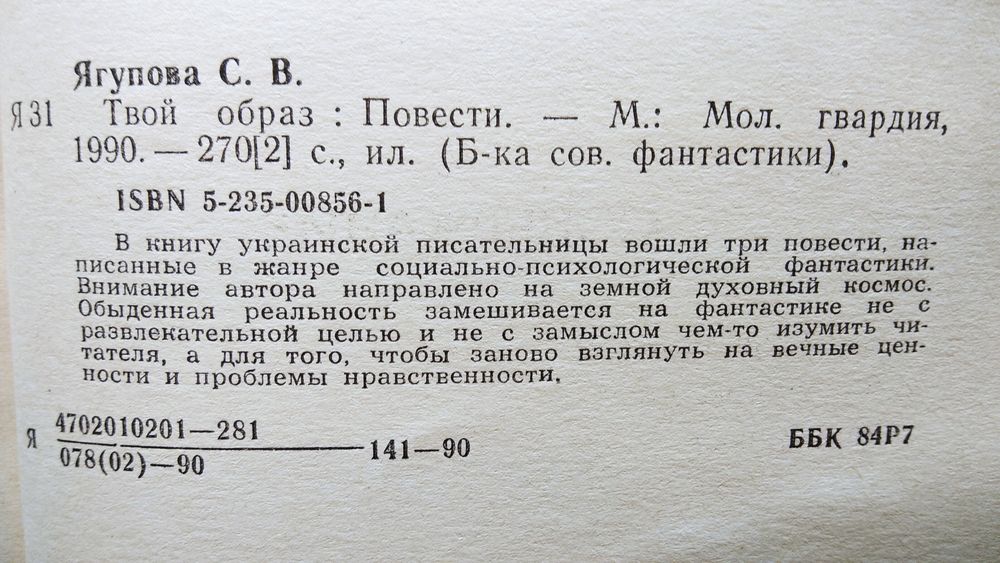 Ягупова С. В.
Я31 Твой образ : Повести. — М.: Мол. гвардия,
1990. — 270[2] с., ил. (Б-ка сов. фантастики).
ISBN 5-235-00856-1
В книгу украинской писательницы вошли три повести, на-
писанные в жанре социально-психологической фантастики.
Внимание автора направлено на земной духовный космос.
Обыденная реальность замешивается на фантастике не с
развлекательной целью и не с замыслом чем-то изумить чи-
тателя, а для того, чтобы заново взглянуть на вечные цен-
ности и проблемы нравственности.
Я 4702010201—281
078(02)—90 141—90
ББК 84Р7